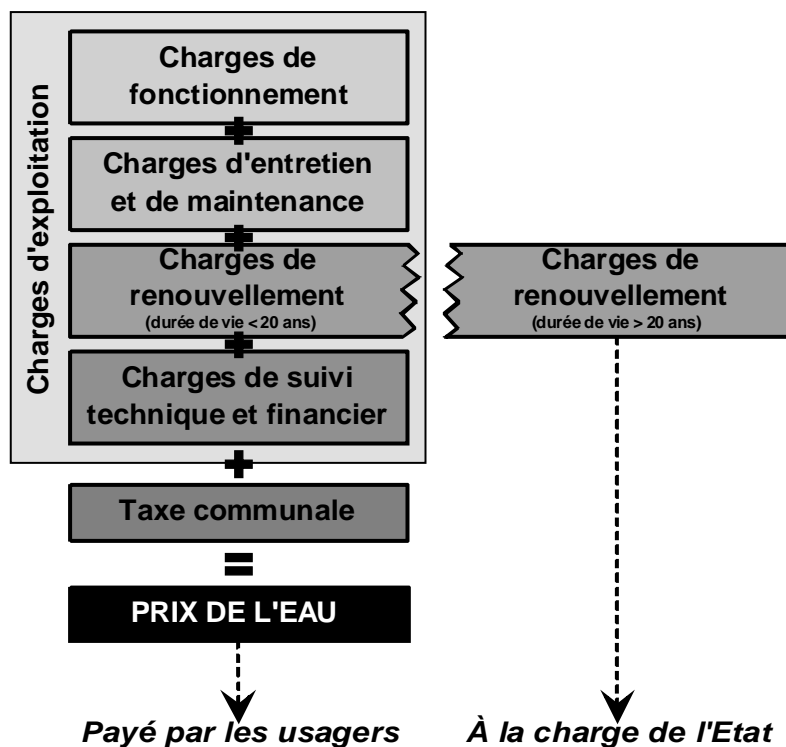 Charges d'exploitation
Charges de
fonctionnement
+
Charges d'entretien
et de maintenance
+
Charges de
renouvellement
(durée de vie < 20 ans)
+
Charges de suivi
technique et financier
+
Taxe communale
=
PRIX DE L'EAU
Payé par les usagers
Charges de
renouvellement
(durée de vie > 20 ans)
À la charge de l'Etat